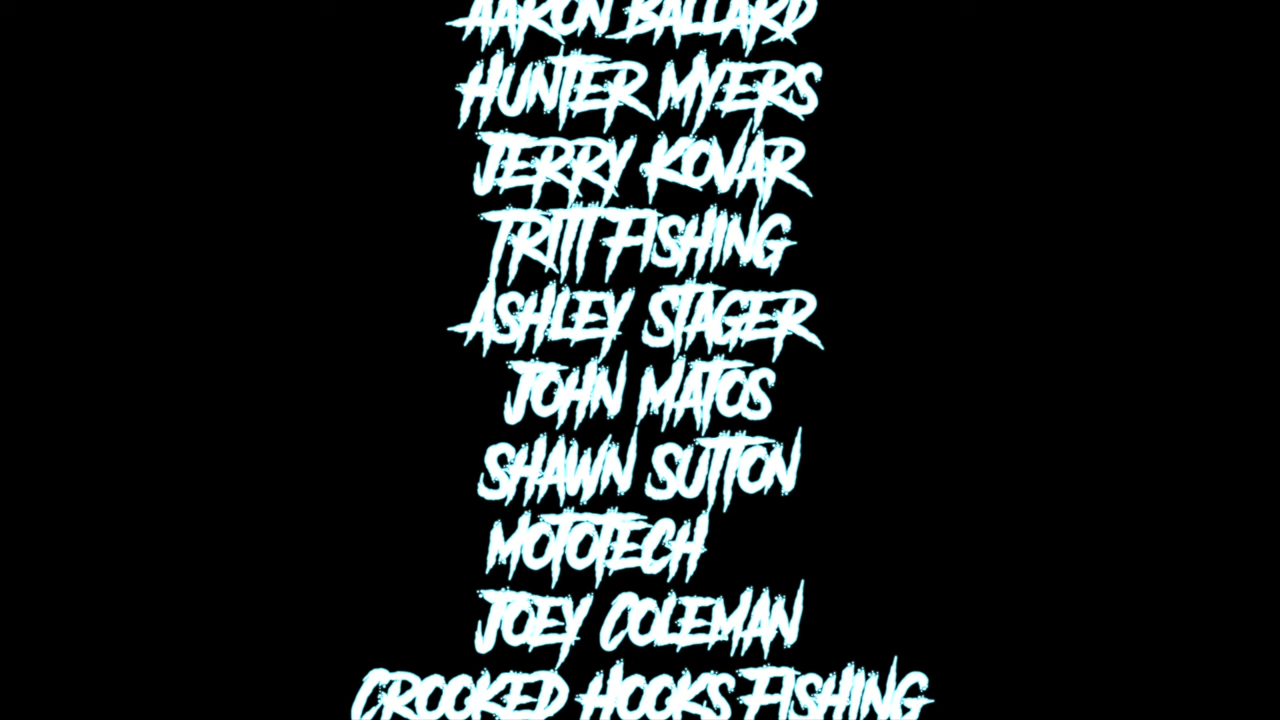 AARON BALLARD
HUNTER MYERS
JERRY KOVAR
TRITT FISHING
ASHLEY STAGER
JOHN MATOS
SHAWN SUTTON
MOTOTECH
JOEY COLEMAN
CROOKED HOOKS FISHING